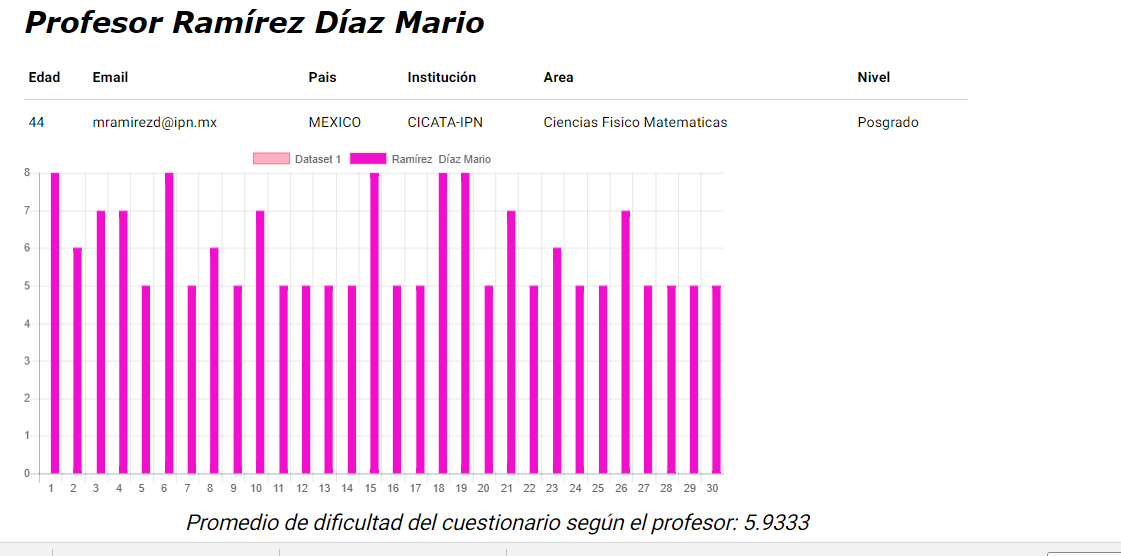 Profesor Ramírez Díaz Mario
Edad Email Pais Institución Area Nivel
44 mramirezd@ipn.mx MEXICO CICATA-IPN Ciencias Fisico Matematicas Posgrado
Dataset 1 Ramírez Díaz Mario
8
7
6
5
4
3
2
1
0
1 2 3 4 5 6 7 8 9 10 11 12 13 14 15 16 17 18 19 20 21 22 23 24 25 26 27 28 29 30
Promedio de dificultad del cuestionario según el profesor: 5.9333